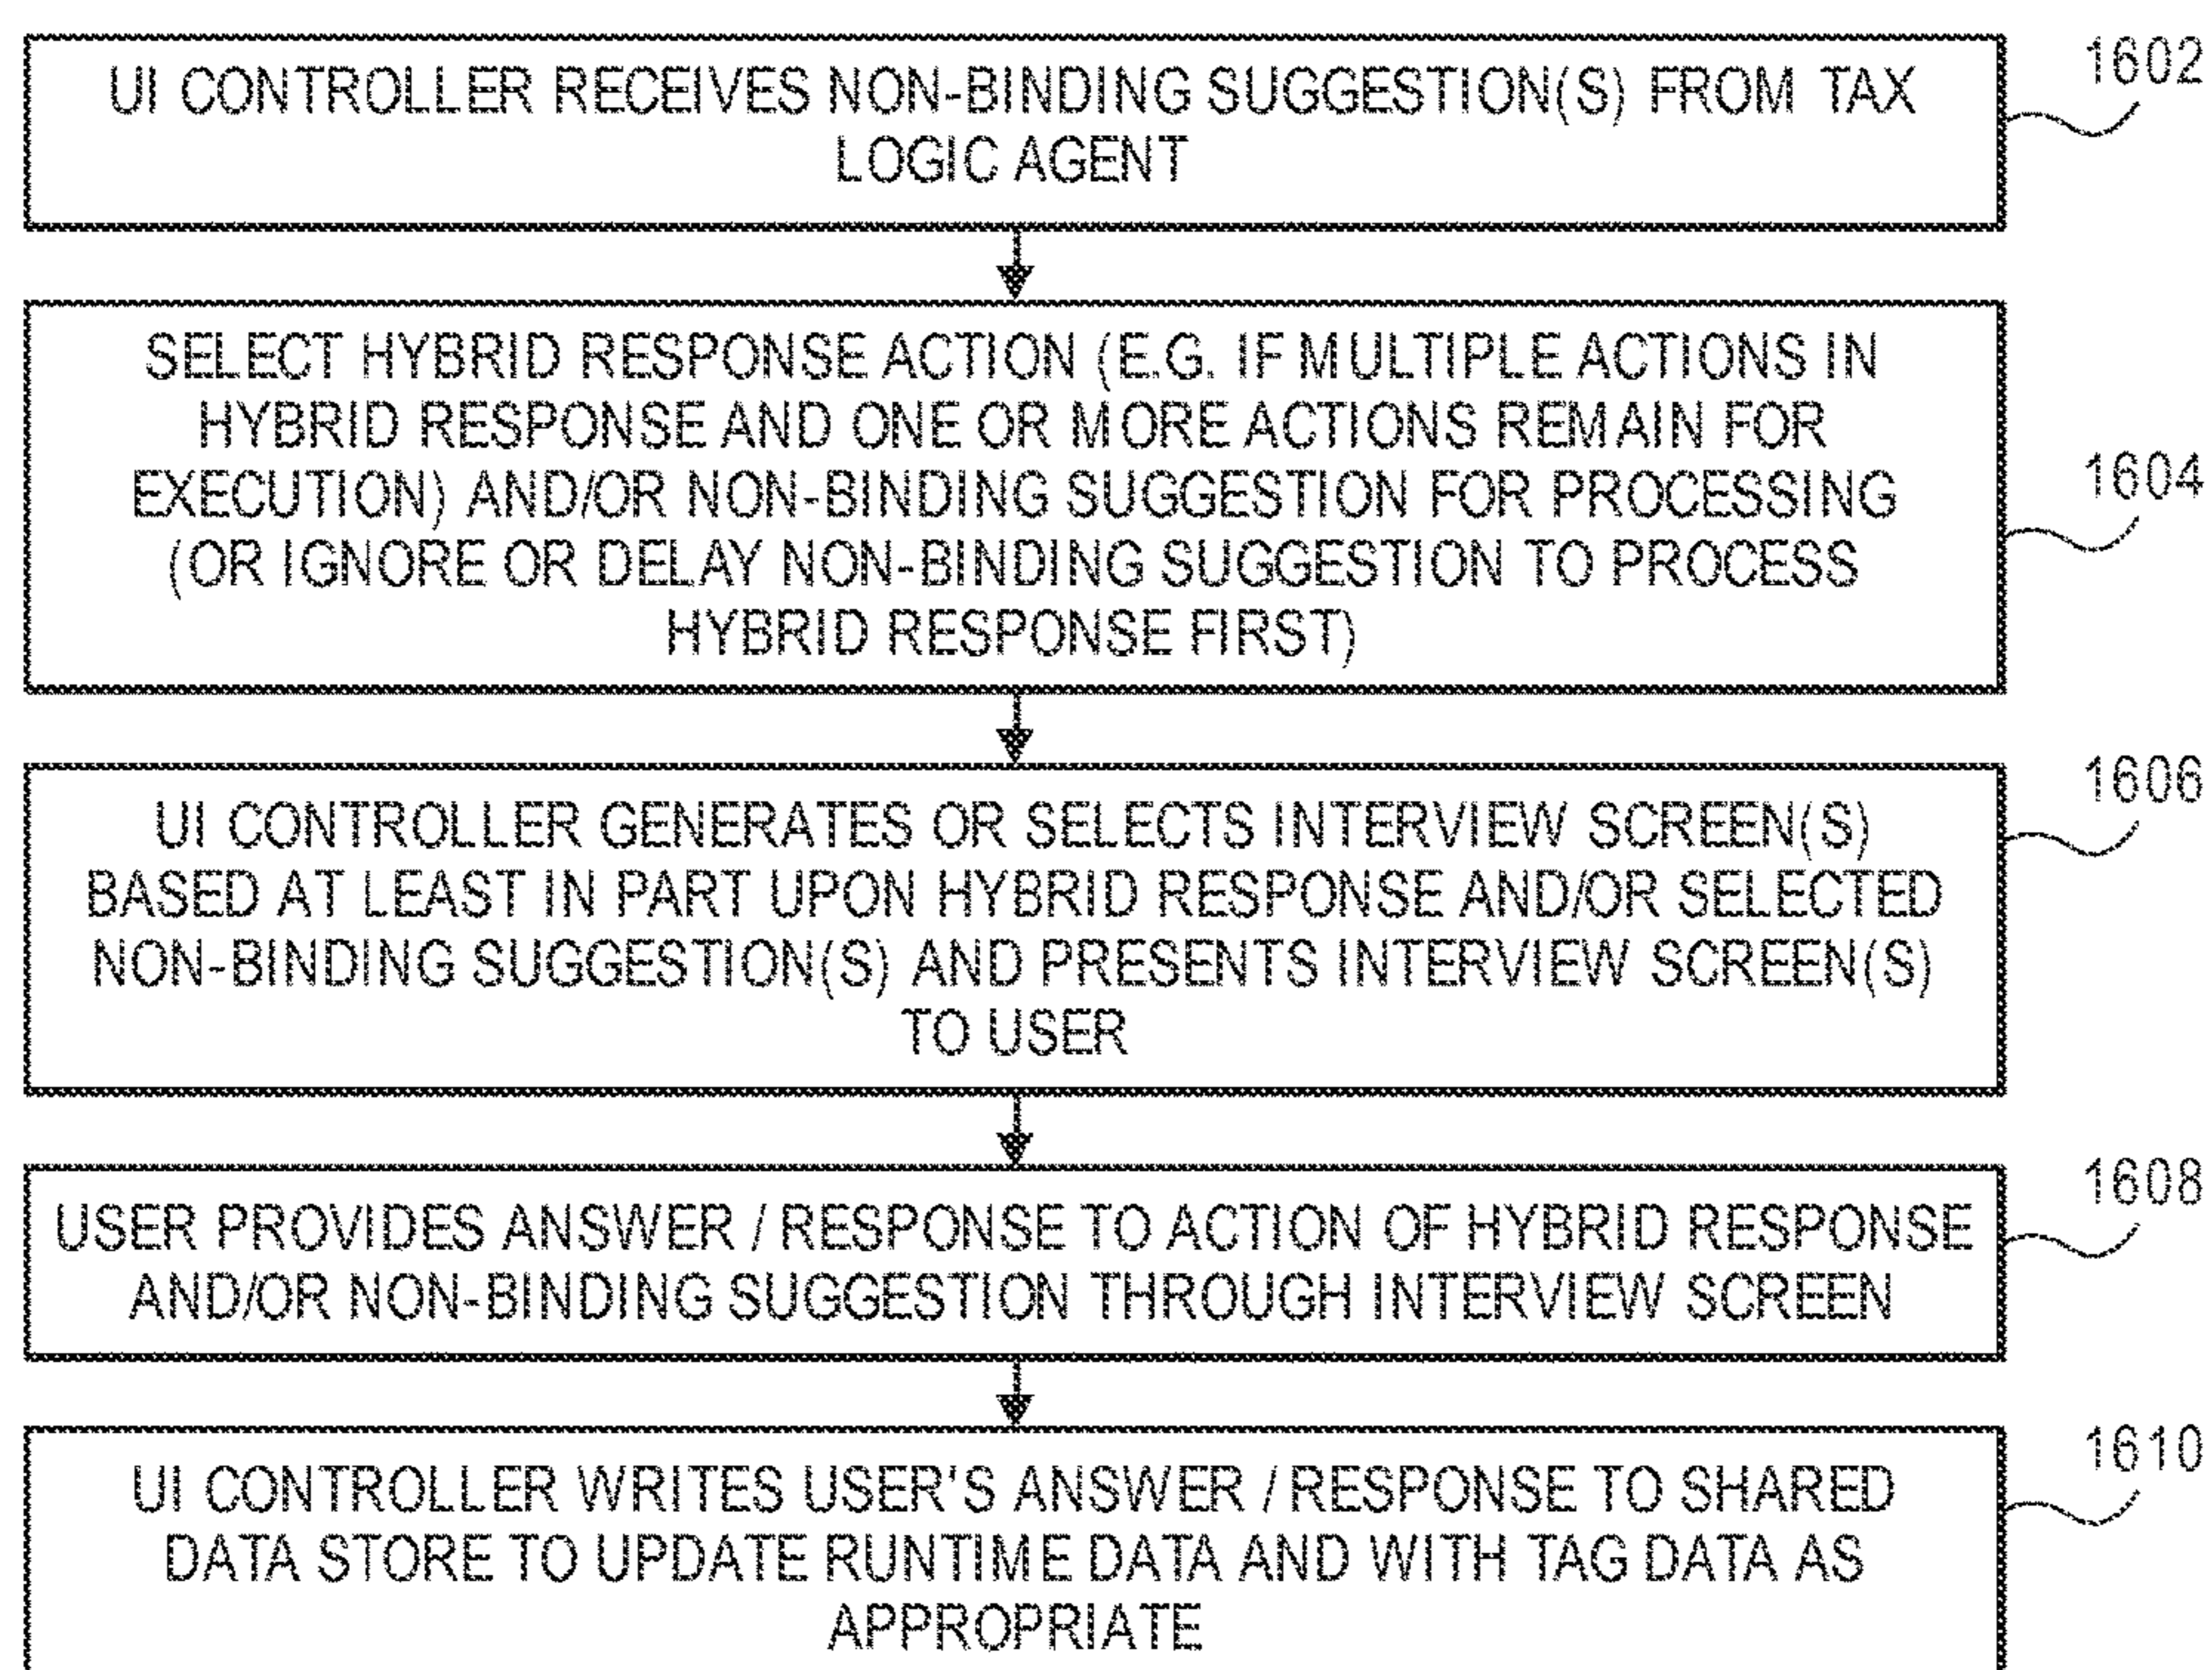 1602
UI CONTROLLER RECEIVES NON-BINDING SUGGESTION(S) FROM TAX
LOGIC AGENT
SELECT HYBRID RESPONSE ACTION (E.G. IF MULTIPLE ACTIONS IN
HYBRID RESPONSE AND ONE OR MORE ACTIONS REMAIN FOR
1604
EXECUTION) AND/OR NON-BINDING SUGGESTION FOR PROCESSING
(OR IGNORE OR DELAY NON-BINDING SUGGESTION TO PROCESS
HYBRID RESPONSE FIRST)
1606
UI CONTROLLER GENERATES OR SELECTS INTERVIEW SCREEN(S)
BASED AT LEAST IN PART UPON HYBRID RESPONSE AND/OR SELECTED
NON-BINDING SUGGESTION(S) AND PRESENTS INTERVIEW SCREEN(S)
TO USER
1608
USER PROVIDES ANSWER / RESPONSE TO ACTION OF HYBRID RESPONSE
AND/OR NON-BINDING SUGGESTION THROUGH INTERVIEW SCREEN
1610
UI CONTROLLER WRITES USER'S ANSWER / RESPONSE TO SHARED
DATA STORE TO UPDATE RUNTIME DATA AND WITH TAG DATA AS
APPROPRIATE